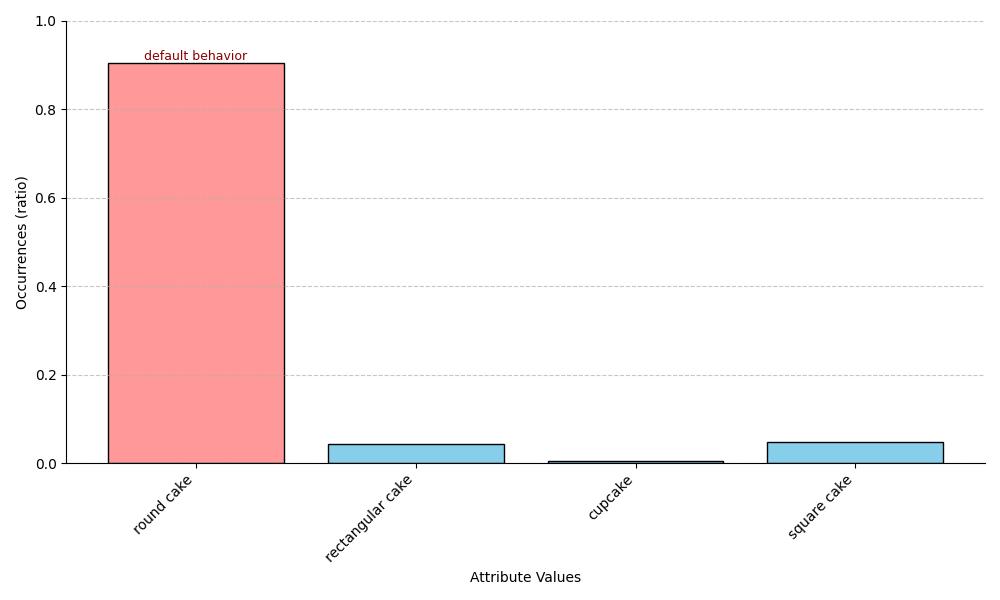 1.0
default behavior
0.8
0.6
0.4
0.2
0.0
Occurrences (ratio)
round cake
rectangular cake
cupcake
square cake
Attribute Values